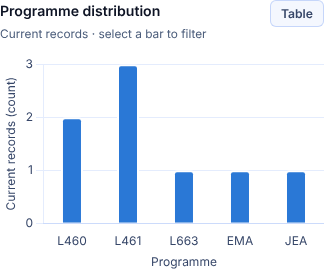 Programme distribution
Table
Current records · select a bar to filter
Current records (count)
3
2
1
0
L460 L461 L663 EMA JEA
Programme